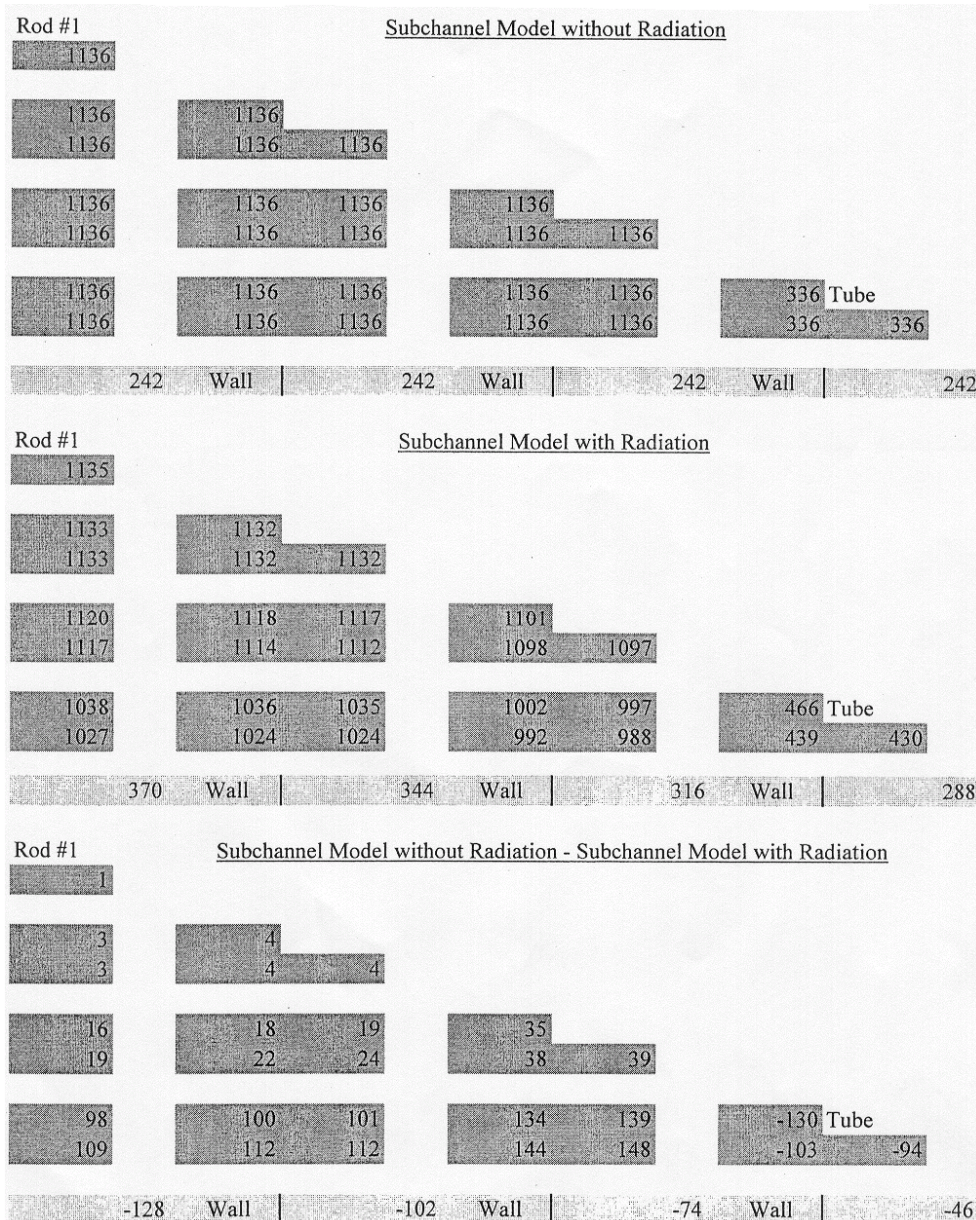 Rod #1 Subchannel Model without Radiation
1136
1136 1136
1136 1136 1136
1136 1136 1136 1136
1136 1136 1136 1136 1136
1136 1136 1136 1136 1136 336 Tube
1136 1136 1136 1136 1136 336 336
242 Wall 242 Wall 242 Wall 242
Rod #1 Subchannel Model with Radiation
1135
1133 1132
1133 1132 1132
1120 1118 1117 1101
1117 1114 1112 1098 1097
1038 1036 1035 1002 997 466 Tube
1027 1024 1024 992 988 439 430
370 Wall 344 Wall 316 Wall 288
Rod #1 Subchannel Model without Radiation - Subchannel Model with Radiation
1
3 4
3 4 4
16 18 19 35
19 22 24 38 39
98 100 101 134 139 -130 Tube
109 112 112 144 148 -103 -94
-128 Wall -102 Wall -74 Wall -46